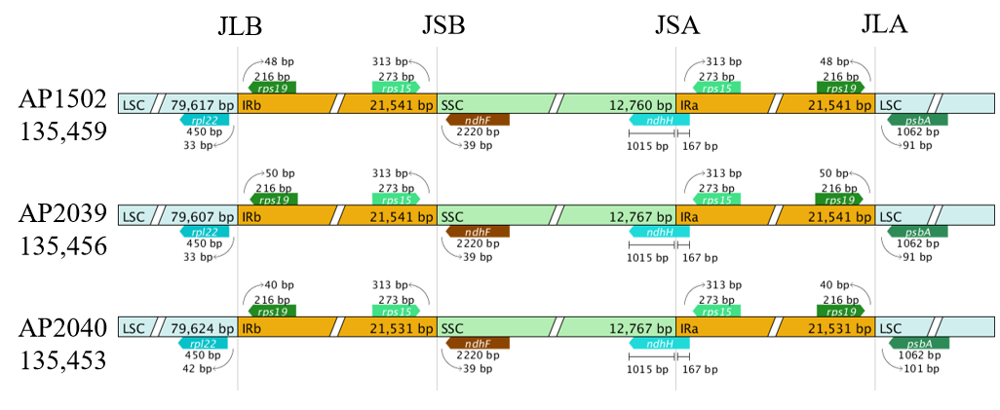 JLB JSB JSA JLA
48 bp 313 bp 313 bp 48 bp
216 bp 273 bp 273 bp 216 bp
rps19 rps15 rps15 rps19
AP1502
LSC 79,617 bp IRb 21,541 bp SSC 12,760 bp IRa 21,541 bp LSC
rpl22 ndhF ndhH psbA
135,459
450 bp 2220 bp 1062 bp
33 bp 39 bp 1015 bp 167 bp 91 bp
50 bp 313 bp 313 bp 50 bp
216 bp 273 bp 273 bp 216 bp
rps19 rps15 rps15 rps19
AP2039
LSC 79,607 bp IRb 21,541 bp SSC 12,767 bp IRa 21,541 bp LSC
rpl22 ndhF ndhH psbA
135,456
450 bp 2220 bp 1062 bp
33 bp 39 bp 1015 bp 167 bp 91 bp
40 bp 313 bp 313 bp 40 bp
216 bp 273 bp 273 bp 216 bp
rps19 rps15 rps15 rps19
AP2040
LSC 79,624 bp IRb 21,531 bp SSC 12,767 bp IRa 21,531 bp LSC
rpl22 ndhF ndhH psbA
135,453
450 bp 2220 bp 1062 bp
42 bp 39 bp 1015 bp 167 bp 101 bp